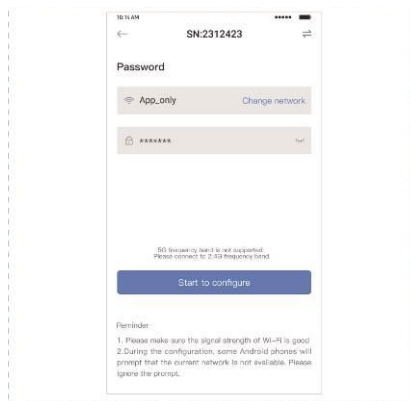 10:15 AM
SN:2312423
Password
App_only Change network
*******
5G frequency band is not supported.
Please connect to 2.4G frequency band
Start to configure
Reminder
1. Please make sure the signal strength of Wi-Fi is good
2.During the configuration, some Android phones will
prompt that the current network is not available. Please
ignore the prompt.